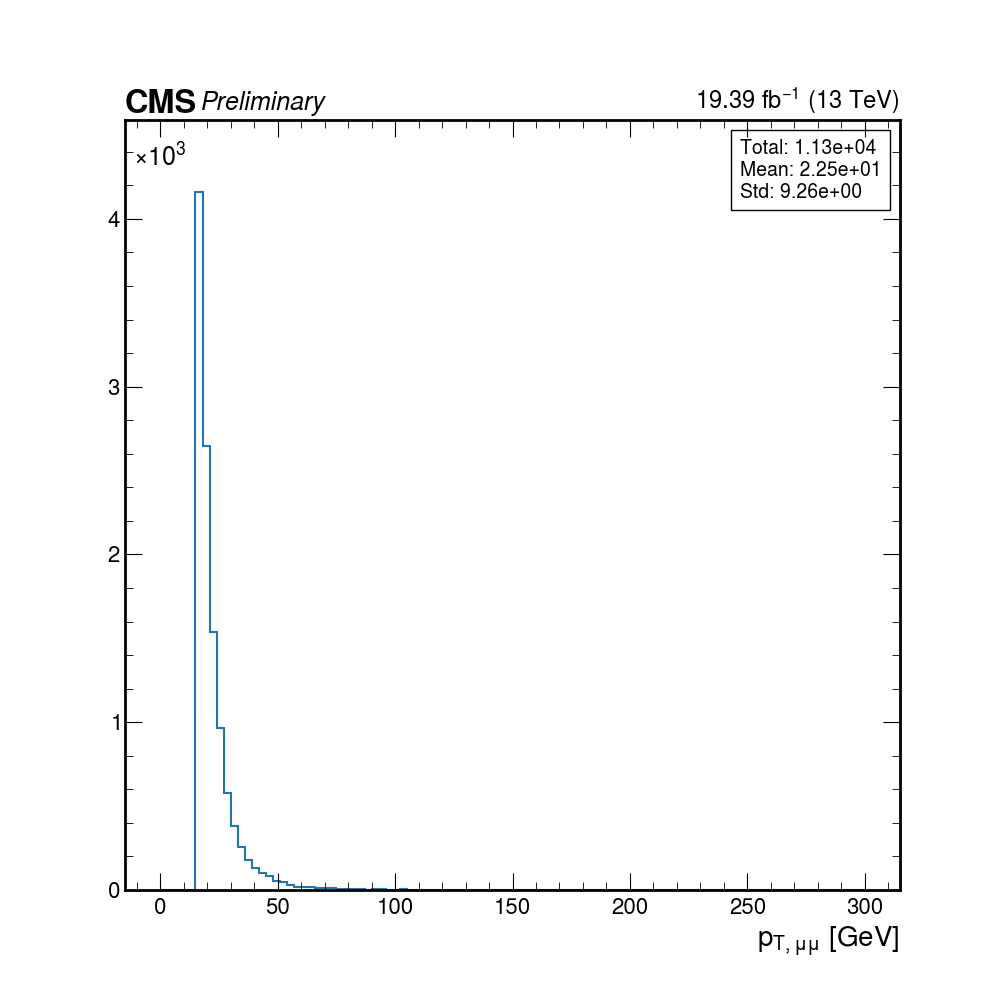 CMS Preliminary
19.39 fb⁻¹ (13 TeV)
×10³
Total: 1.13e+04
Mean: 2.25e+01
Std: 9.26e+00
4
3
2
1
0
0 50 100 150 200 250 300
pT, μμ [GeV]